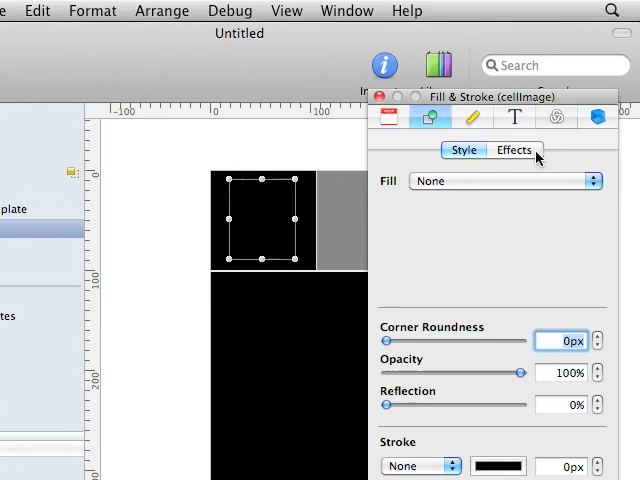 Edit Format Arrange Debug View Window Help
Untitled
Search
Fill & Stroke (cellImage)
-100 0 100
Style Effects
Fill None
0
plate
100
tes
Corner Roundness
0px
Opacity
100%
200
Reflection
0%
Stroke
None 0px